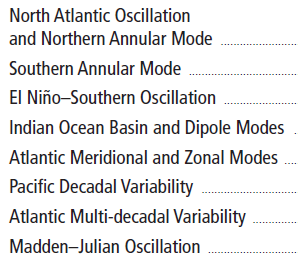 North Atlantic Oscillation
and Northern Annular Mode ......................
Southern Annular Mode ..............................
El Niño–Southern Oscillation .....................
Indian Ocean Basin and Dipole Modes .
Atlantic Meridional and Zonal Modes ....
Pacific Decadal Variability ...........................
Atlantic Multi-decadal Variability .............
Madden–Julian Oscillation .........................